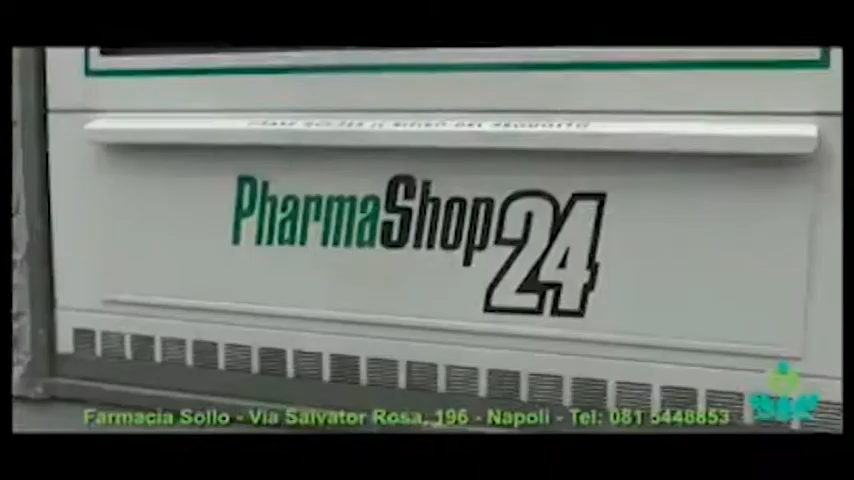 PharmaShop24
Farmacia Sollo - Via Salvator Rosa, 196 - Napoli - Tel: 081 5448853